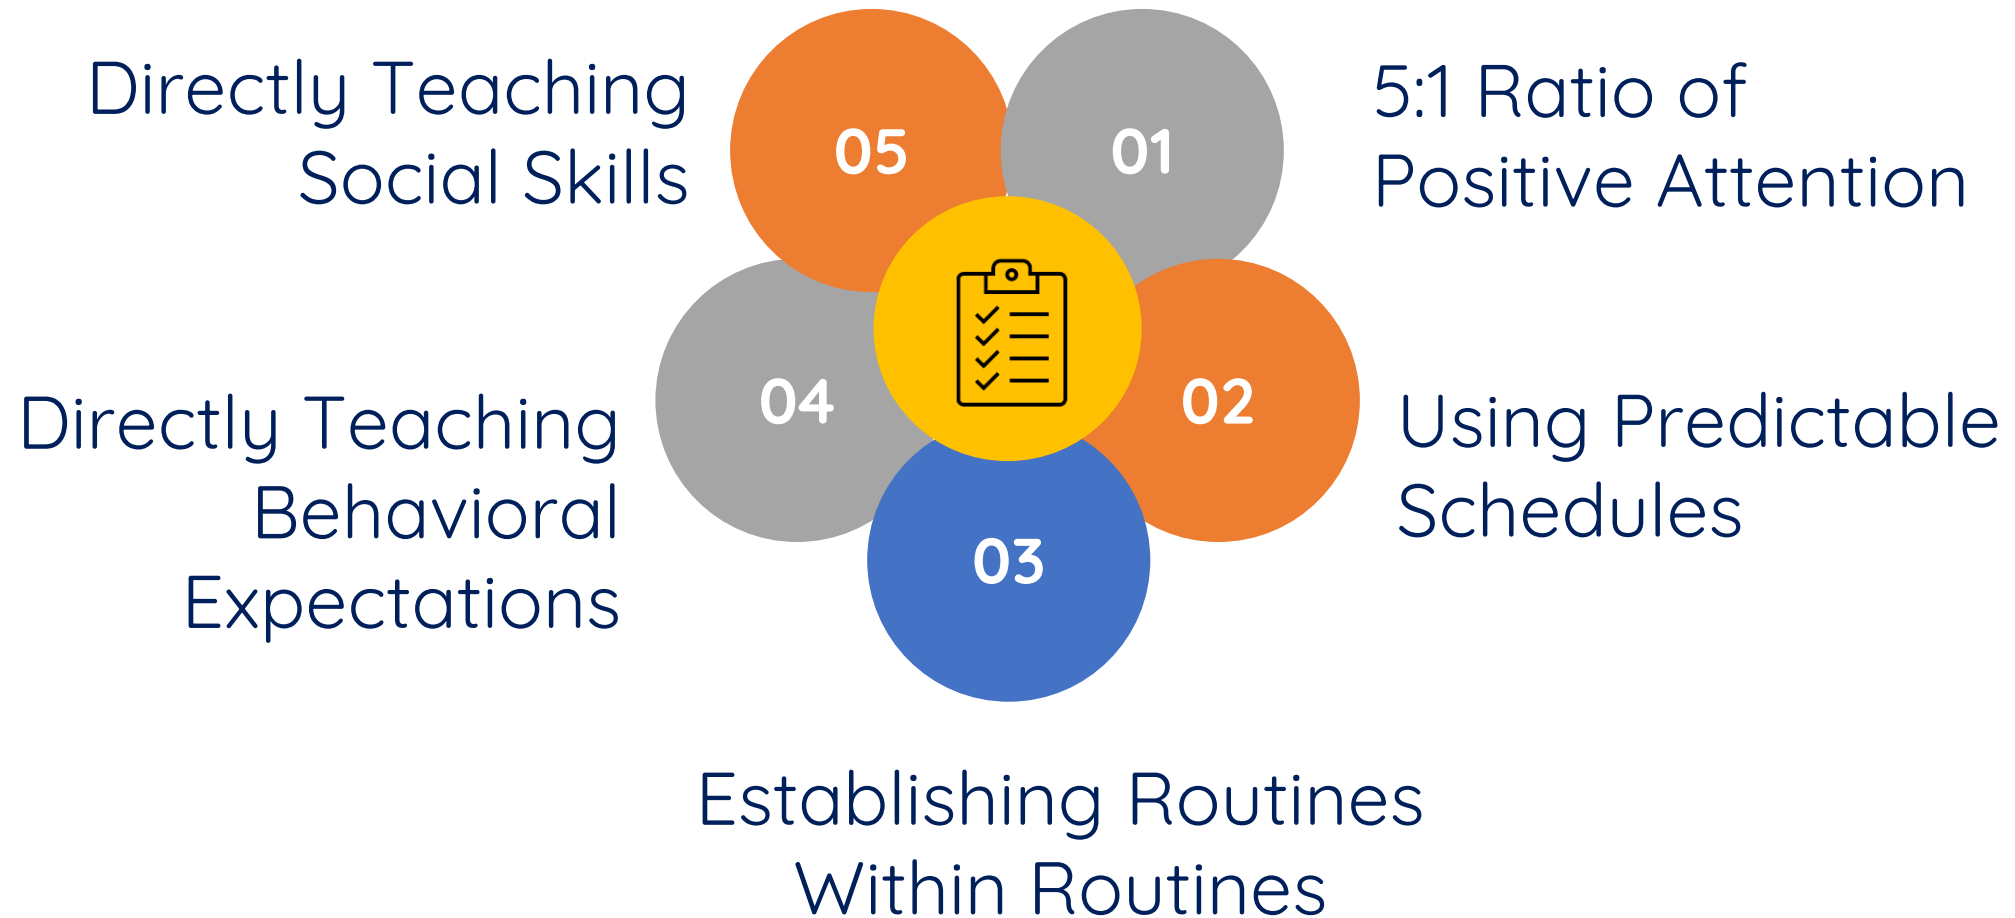 01
5:1 Ratio of
Positive Attention
02
Using Predictable
Schedules
03
Establishing Routines
Within Routines
04
Directly Teaching
Behavioral
Expectations
05
Directly Teaching
Social Skills